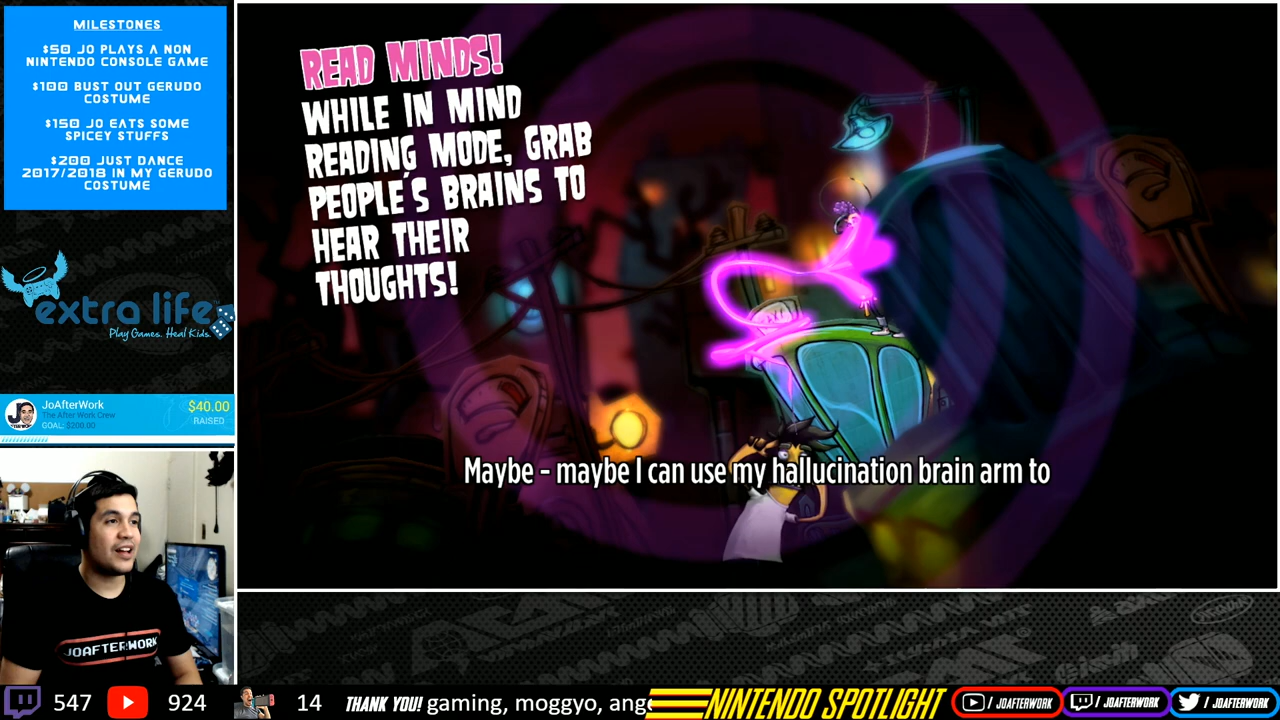 MILESTONES
$50 JO PLAYS A NON
NINTENDO CONSOLE GAME
$100 BUST OUT GERUDO
COSTUME
$150 JO EATS SOME
SPICEY STUFFS
$200 JUST DANCE
2017/2018 IN MY GERUDO
COSTUME
extra life
Play Games. Heal Kids.
JoAfterWork
The After Work Crew
GOAL: $200.00
$40.00
RAISED
READ MINDS!
WHILE IN MIND
READING MODE, GRAB
PEOPLE'S BRAINS TO
HEAR THEIR
THOUGHTS!
Maybe - maybe I can use my hallucination brain arm to
JOAFTERWORK
547
924
14
THANK YOU! gaming, moggyo, ange
NINTENDO SPOTLIGHT
/ JOAFTERWORK
/ JOAFTERWORK
/ JOAFTERWORK